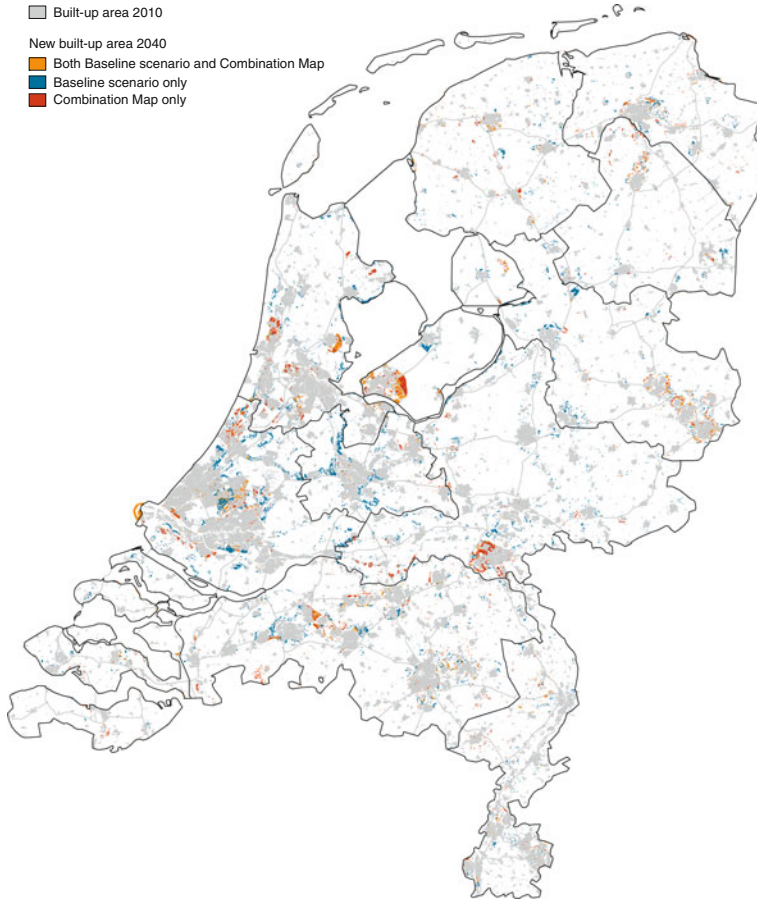 Built-up area 2010
New built-up area 2040
Both Baseline scenario and Combination Map
Baseline scenario only
Combination Map only